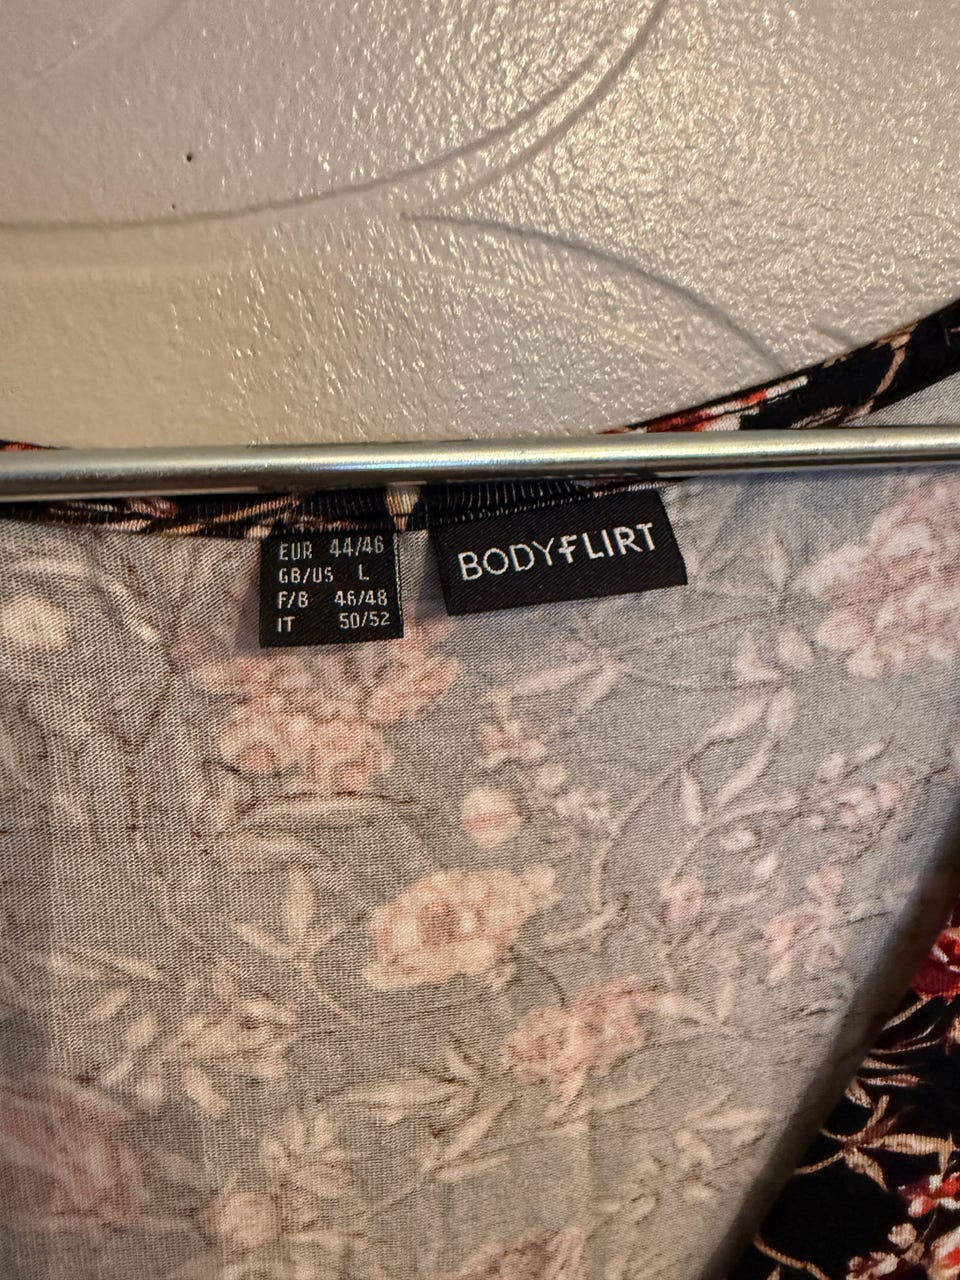 EUR 44/46
GB/US L
F/B 46/48
IT 50/52
BODYFLIRT